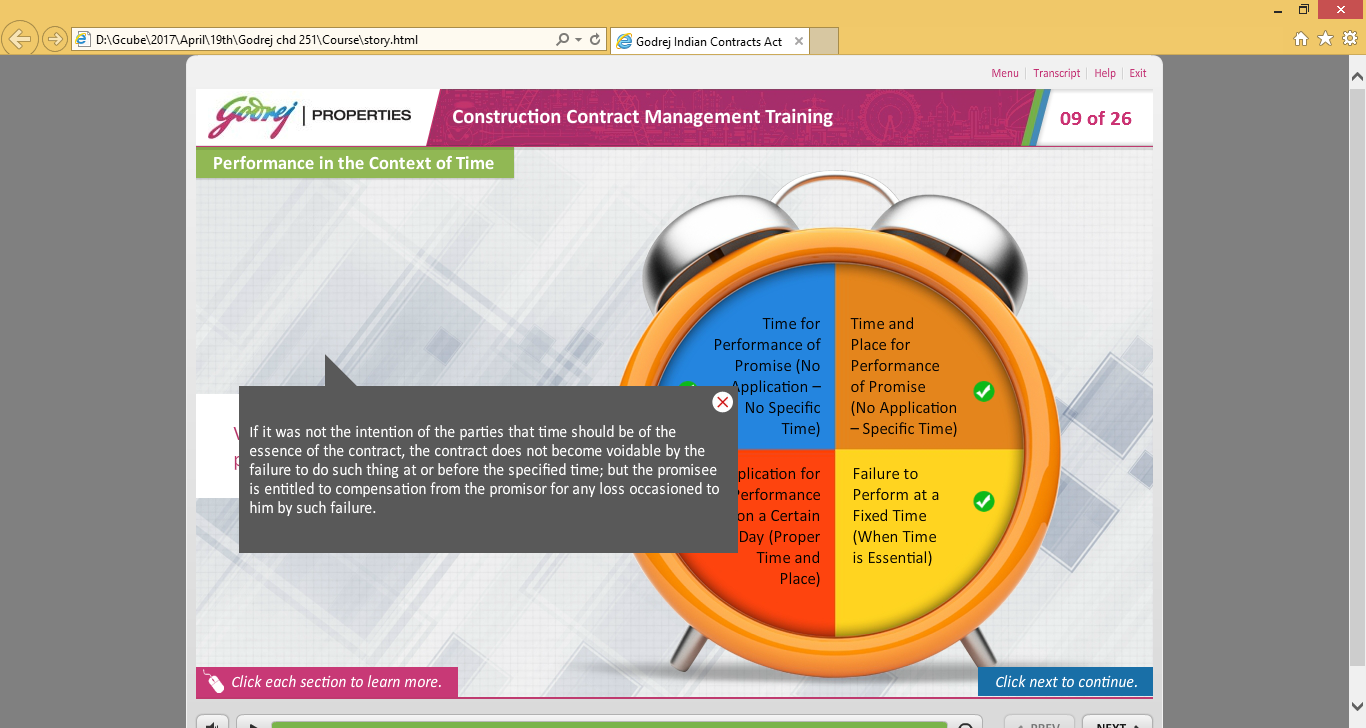 D:\Gcube\2017\April\19th\Godrej chd 251\Course\story.html
Godrej Indian Contracts Act
Menu Transcript Help Exit
Godrej PROPERTIES
Construction Contract Management Training
09 of 26
Performance in the Context of Time
Time for
Performance of
Promise (No
Application –
No Specific
Time)
Time and
Place for
Performance
of Promise
(No Application
– Specific Time)
If it was not the intention of the parties that time should be of the
essence of the contract, the contract does not become voidable by the
failure to do such thing at or before the specified time; but the promisee
is entitled to compensation from the promisor for any loss occasioned to
him by such failure.
for
on a Certain
Day (Proper
Time and
Place)
Failure to
Perform at a
Fixed Time
(When Time
is Essential)
Click each section to learn more.
Click next to continue.
PREV
NEXT